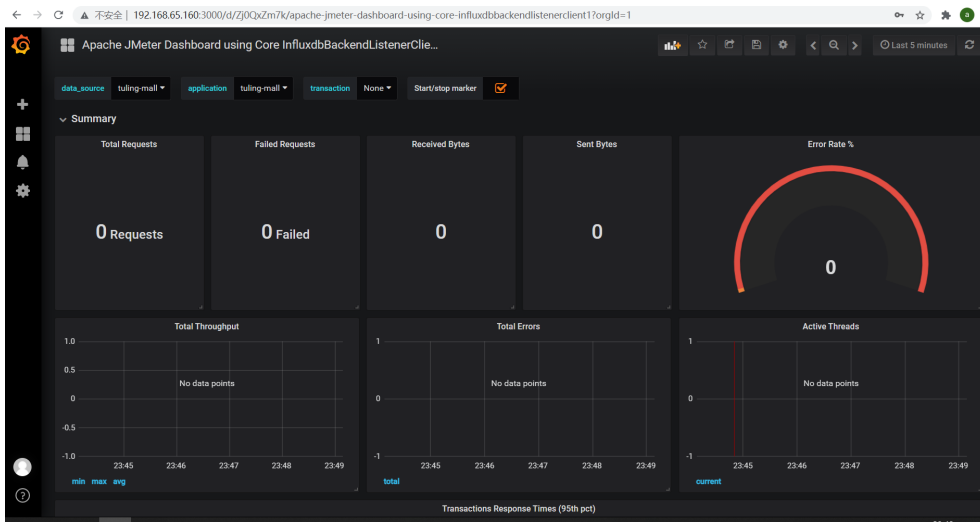 不安全 | 192.168.65.160:3000/d/Zj0QxZm7k/apache-jmeter-dashboard-using-core-influxdbbackendlistenerclient1?orgId=1
a
Apache JMeter Dashboard using Core InfluxdbBackendListenerClie...
Last 5 minutes
data_source tuling-mall application tuling-mall transaction None Start/stop marker
Summary
Total Requests
0 Requests
Failed Requests
0 Failed
Received Bytes
0
Sent Bytes
0
Error Rate %
0
Total Throughput
1.0
0.5
0
-0.5
-1.0
No data points
23:45 23:46 23:47 23:48 23:49
min max avg
Total Errors
1
0
-1
No data points
23:45 23:46 23:47 23:48 23:49
total
Active Threads
1
0
-1
No data points
23:45 23:46 23:47 23:48 23:49
current
Transactions Response Times (95th pct)